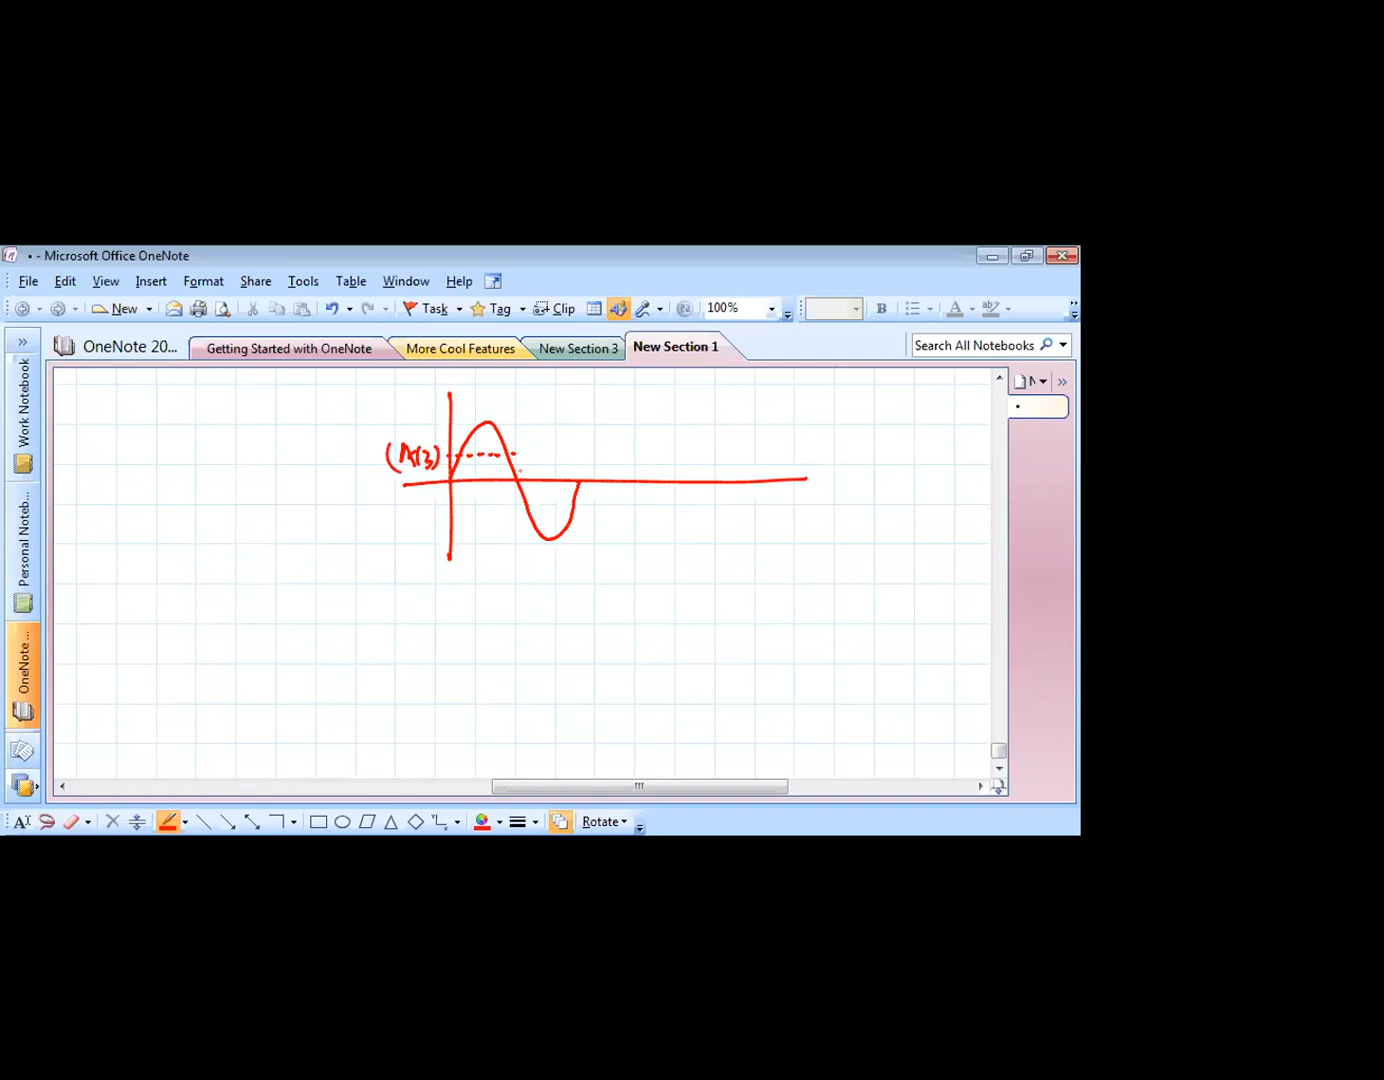 • - Microsoft Office OneNote
File Edit View Insert Format Share Tools Table Window Help
New Task Tag Clip 100% B A ab
OneNote 20... Getting Started with OneNote More Cool Features New Section 3 New Section 1 Search All Notebooks
N
•
Work Notebook
Personal Noteb...
OneNote...
A Rotate